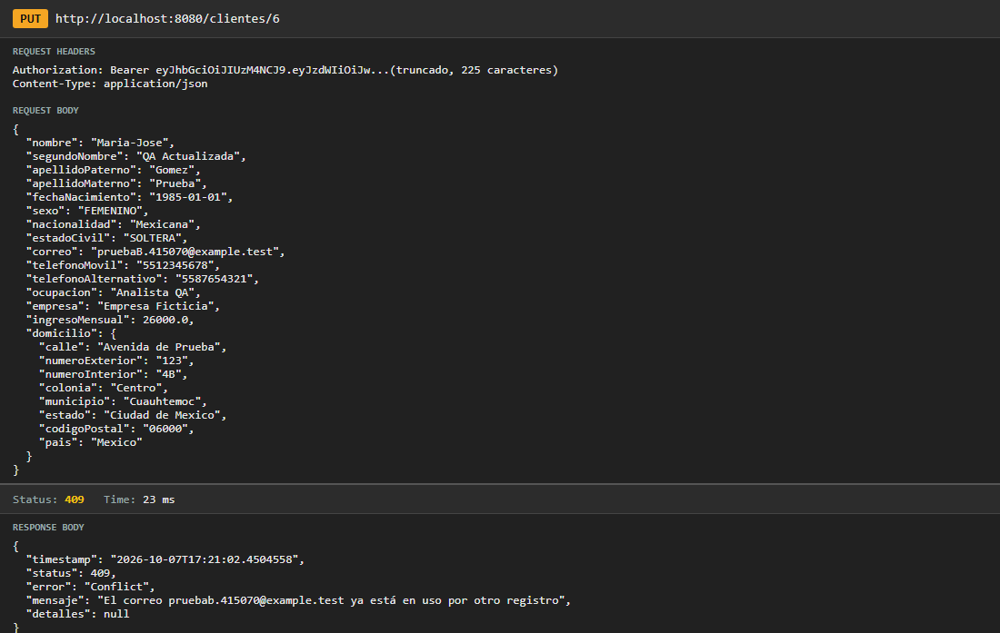 PUT http://localhost:8080/clientes/6
REQUEST HEADERS
Authorization: Bearer eyJhbGciOiJIUzM4NCJ9.eyJzdWIiOiJw...(truncado, 225 caracteres)
Content-Type: application/json
REQUEST BODY
{
  "nombre": "Maria-Jose",
  "segundoNombre": "QA Actualizada",
  "apellidoPaterno": "Gomez",
  "apellidoMaterno": "Prueba",
  "fechaNacimiento": "1985-01-01",
  "sexo": "FEMENINO",
  "nacionalidad": "Mexicana",
  "estadoCivil": "SOLTERA",
  "correo": "pruebaB.415070@example.test",
  "telefonoMovil": "5512345678",
  "telefonoAlternativo": "5587654321",
  "ocupacion": "Analista QA",
  "empresa": "Empresa Ficticia",
  "ingresoMensual": 26000.0,
  "domicilio": {
    "calle": "Avenida de Prueba",
    "numeroExterior": "123",
    "numeroInterior": "4B",
    "colonia": "Centro",
    "municipio": "Cuauhtemoc",
    "estado": "Ciudad de Mexico",
    "codigoPostal": "06000",
    "pais": "Mexico"
  }
}
Status: 409 Time: 23 ms
RESPONSE BODY
{
  "timestamp": "2026-10-07T17:21:02.4504558",
  "status": 409,
  "error": "Conflict",
  "mensaje": "El correo pruebab.415070@example.test ya está en uso por otro registro",
  "detalles": null
}